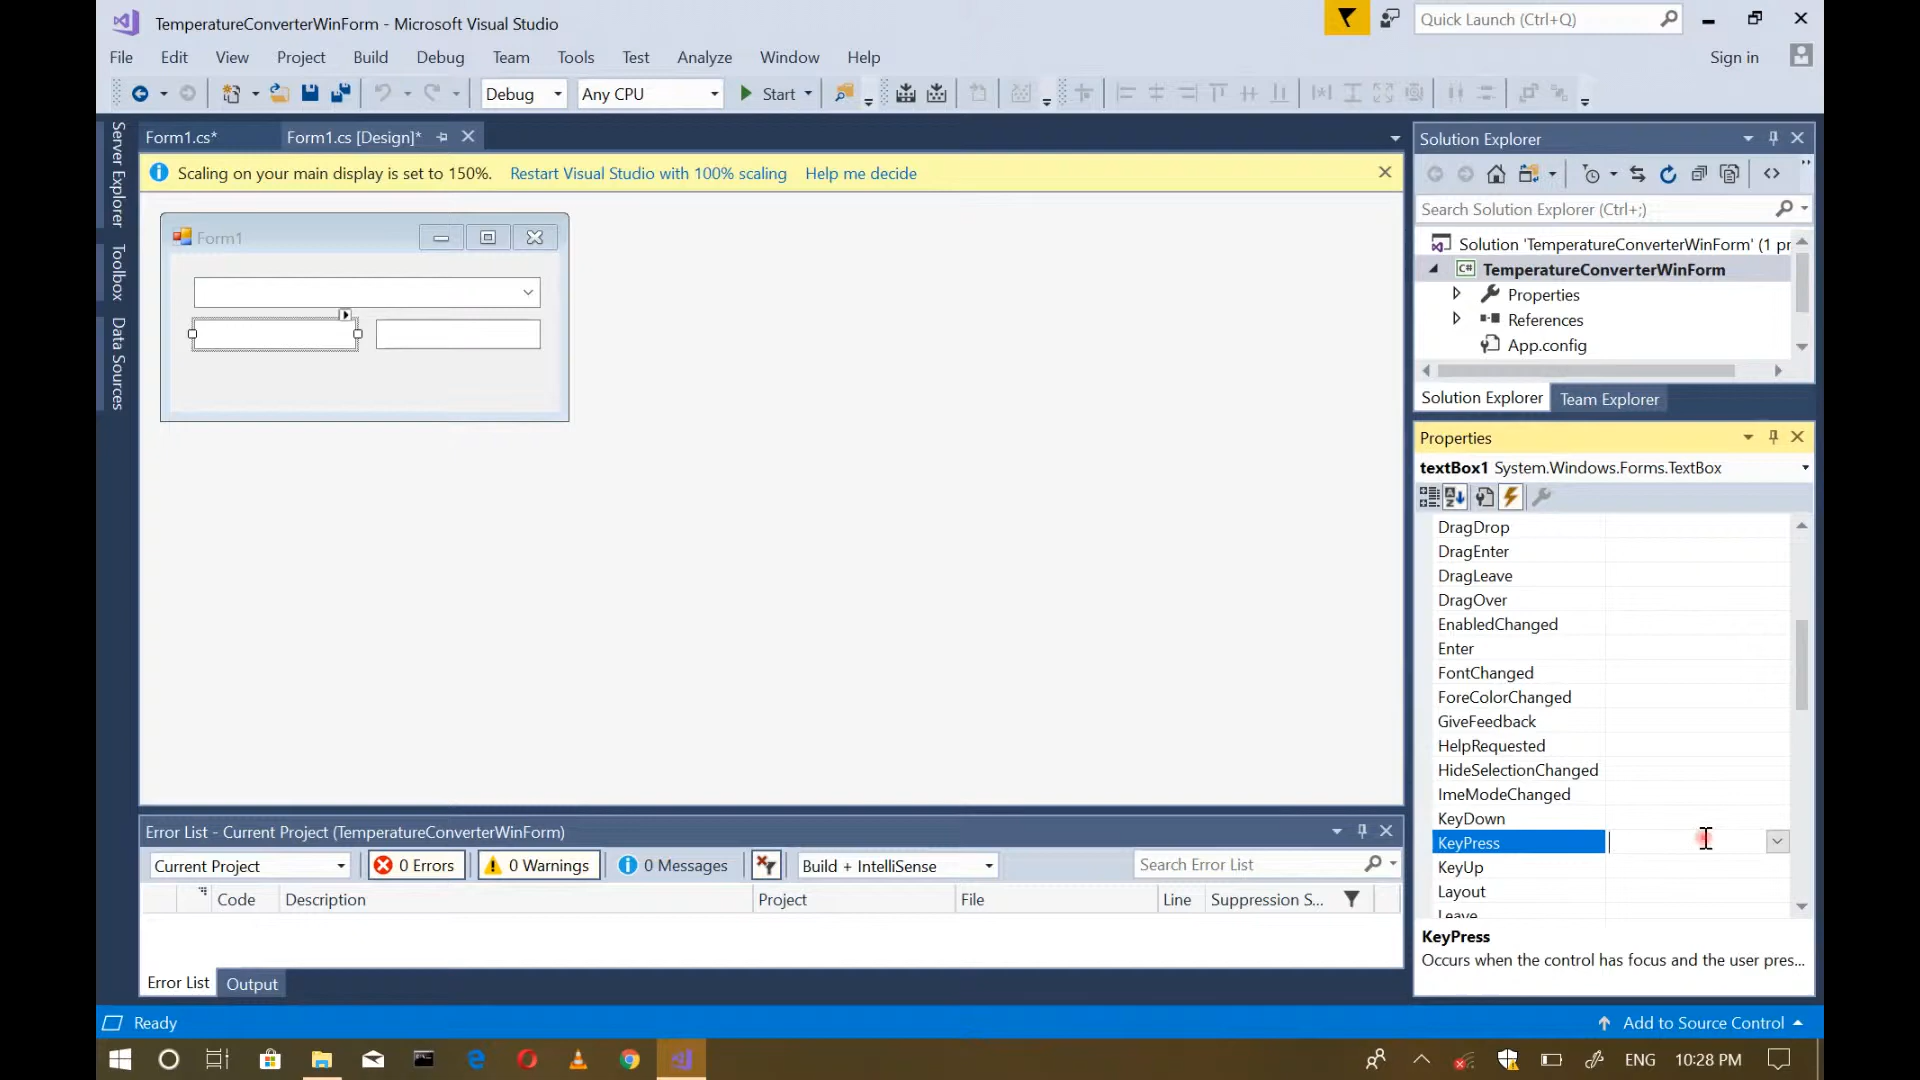 TemperatureConverterWinForm - Microsoft Visual Studio
Quick Launch (Ctrl+Q)
File Edit View Project Build Debug Team Tools Test Analyze Window Help
Sign in
Debug Any CPU Start
Server Explorer
Toolbox
Data Sources
Form1.cs*
Form1.cs [Design]*
Scaling on your main display is set to 150%. Restart Visual Studio with 100% scaling Help me decide
Form1
Solution Explorer
Search Solution Explorer (Ctrl+;)
Solution 'TemperatureConverterWinForm' (1 pr
C# TemperatureConverterWinForm
Properties
References
App.config
Solution Explorer Team Explorer
Properties
textBox1 System.Windows.Forms.TextBox
DragDrop
DragEnter
DragLeave
DragOver
EnabledChanged
Enter
FontChanged
ForeColorChanged
GiveFeedback
HelpRequested
HideSelectionChanged
ImeModeChanged
KeyDown
KeyPress
KeyUp
Layout
Leave
KeyPress
Occurs when the control has focus and the user pres...
Error List - Current Project (TemperatureConverterWinForm)
Current Project 0 Errors 0 Warnings 0 Messages Build + IntelliSense Search Error List
Code Description Project File Line Suppression S...
Error List Output
Ready
Add to Source Control
ENG 10:28 PM